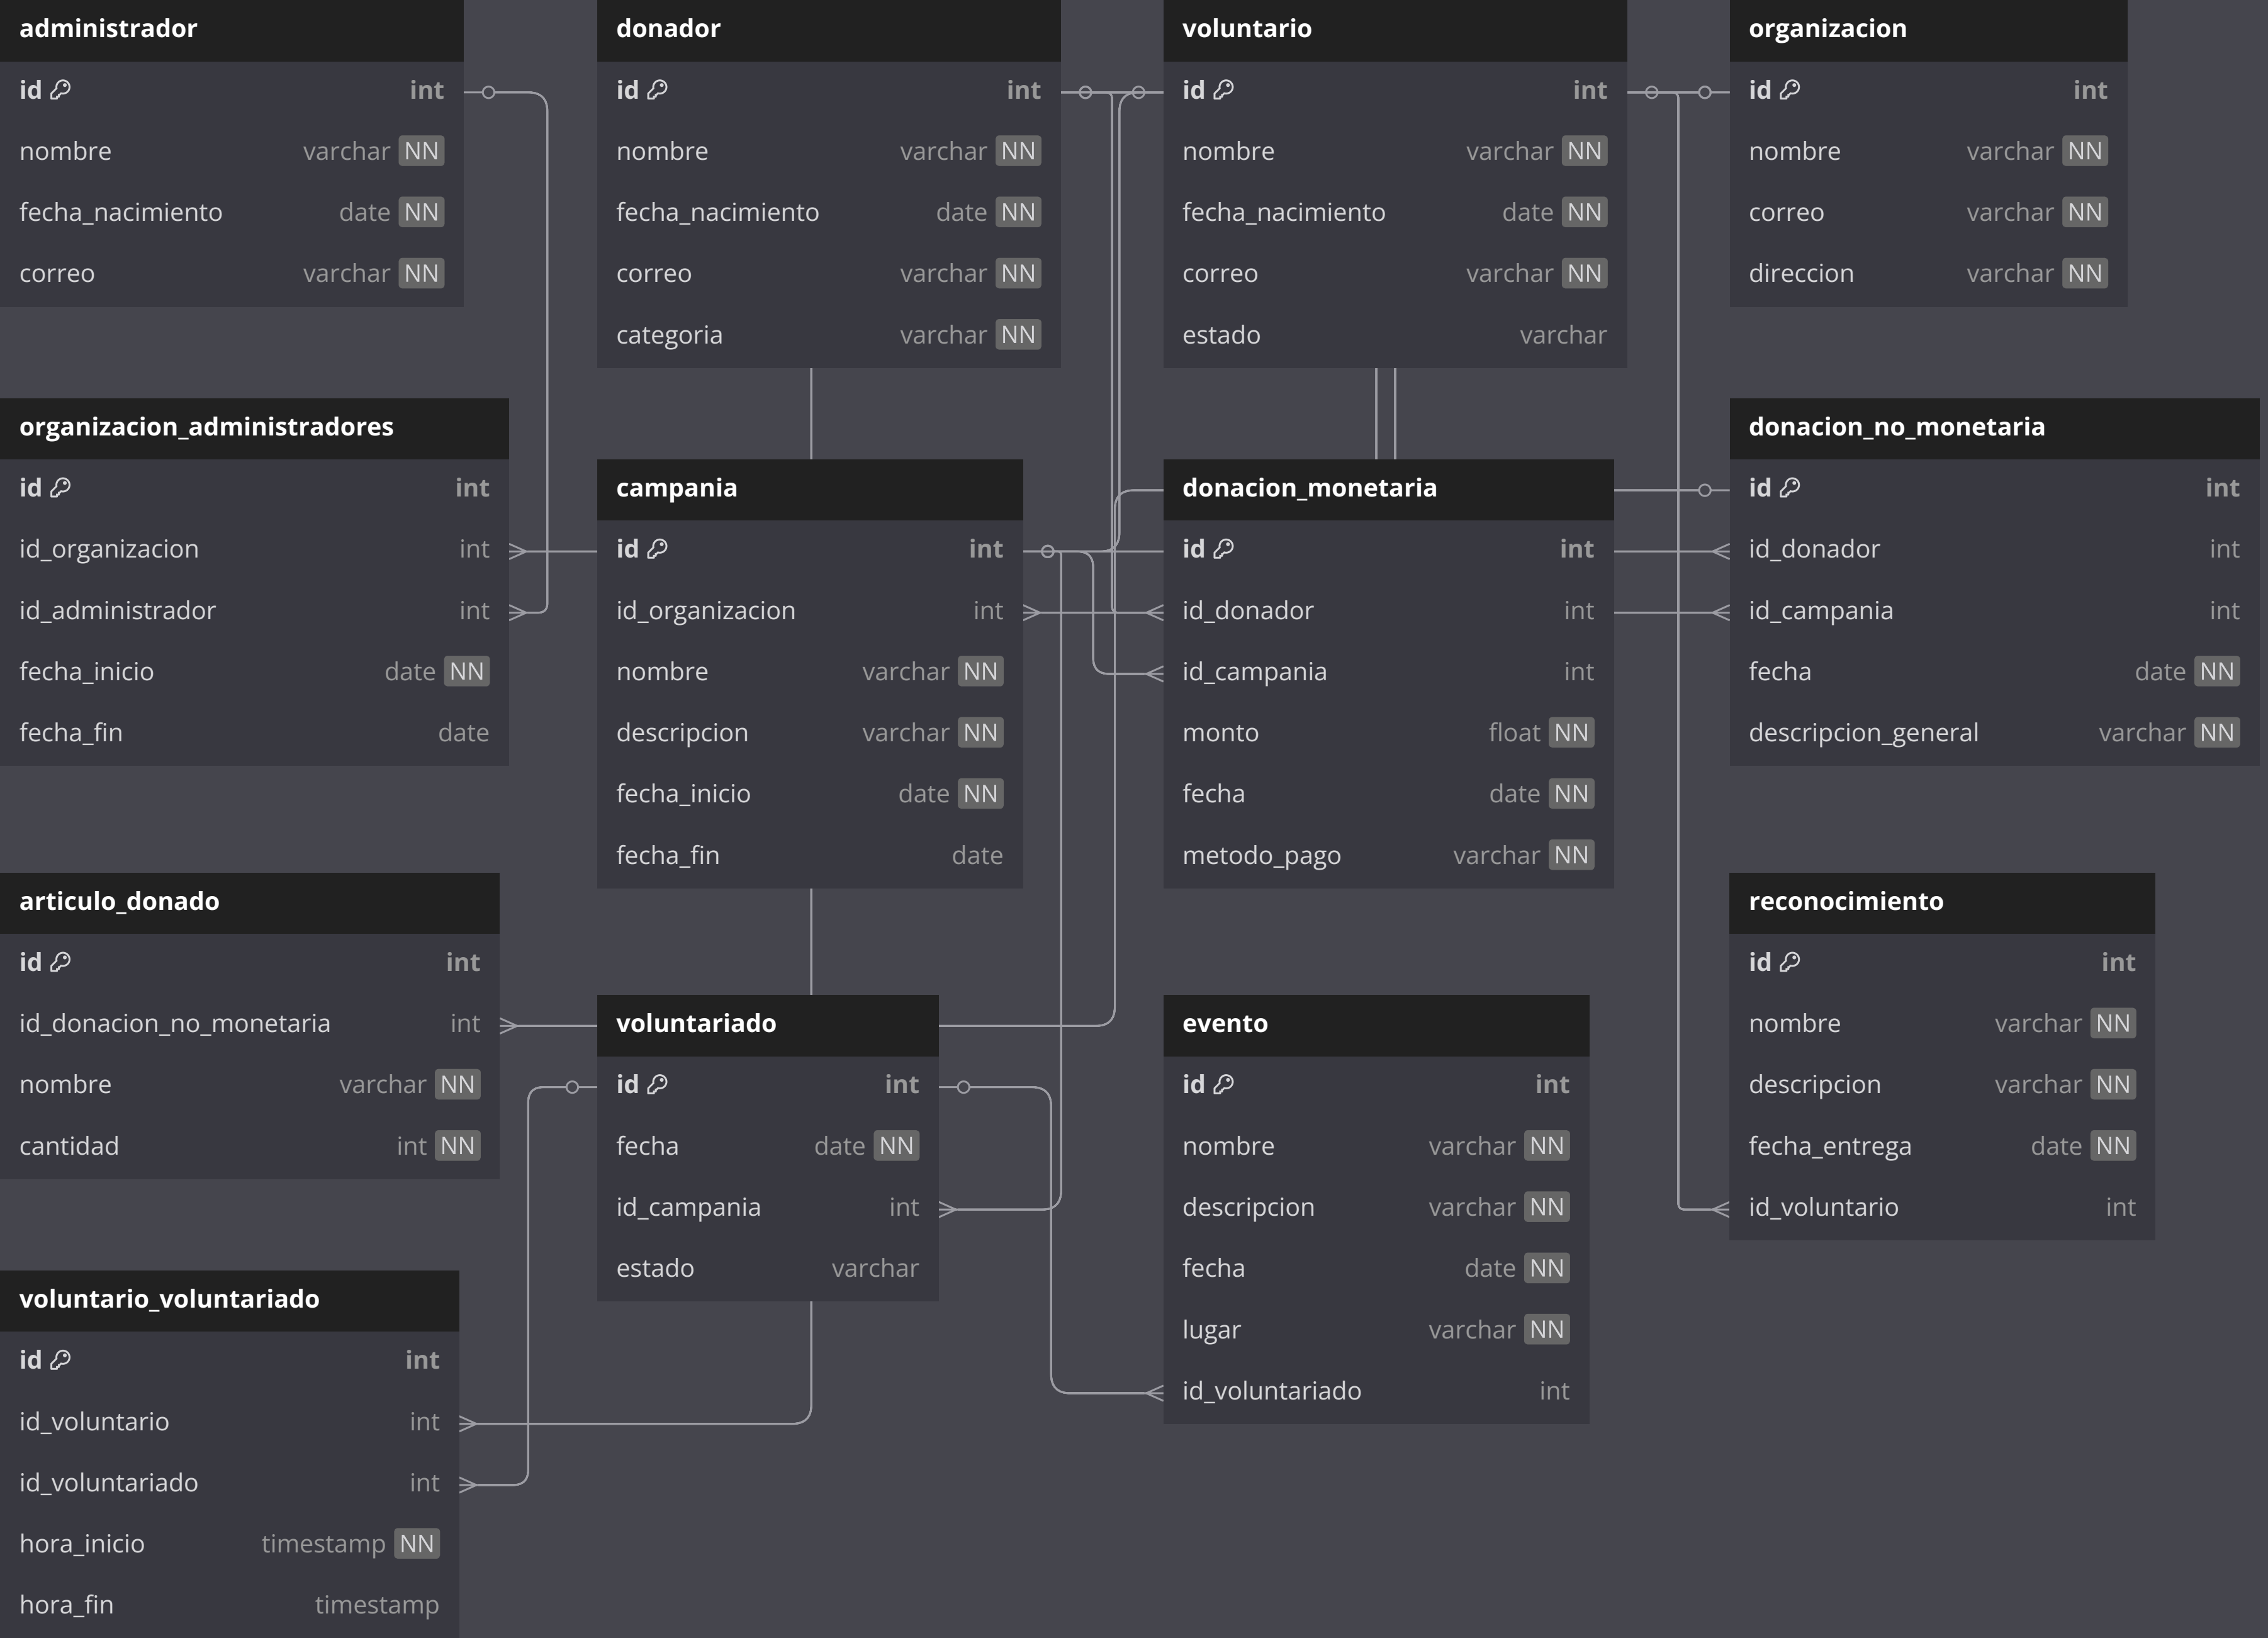 administrador
id int
nombre varchar NN
fecha_nacimiento date NN
correo varchar NN
donador
id int
nombre varchar NN
fecha_nacimiento date NN
correo varchar NN
categoria varchar NN
voluntario
id int
nombre varchar NN
fecha_nacimiento date NN
correo varchar NN
estado varchar
organizacion
id int
nombre varchar NN
correo varchar NN
direccion varchar NN
organizacion_administradores
id int
id_organizacion int
id_administrador int
fecha_inicio date NN
fecha_fin date
campania
id int
id_organizacion int
nombre varchar NN
descripcion varchar NN
fecha_inicio date NN
fecha_fin date
donacion_monetaria
id int
id_donador int
id_campania int
monto float NN
fecha date NN
metodo_pago varchar NN
donacion_no_monetaria
id int
id_donador int
id_campania int
fecha date NN
descripcion_general varchar NN
articulo_donado
id int
id_donacion_no_monetaria int
nombre varchar NN
cantidad int NN
voluntariado
id int
fecha date NN
id_campania int
estado varchar
evento
id int
nombre varchar NN
descripcion varchar NN
fecha date NN
lugar varchar NN
id_voluntariado int
reconocimiento
id int
nombre varchar NN
descripcion varchar NN
fecha_entrega date NN
id_voluntario int
voluntario_voluntariado
id int
id_voluntario int
id_voluntariado int
hora_inicio timestamp NN
hora_fin timestamp